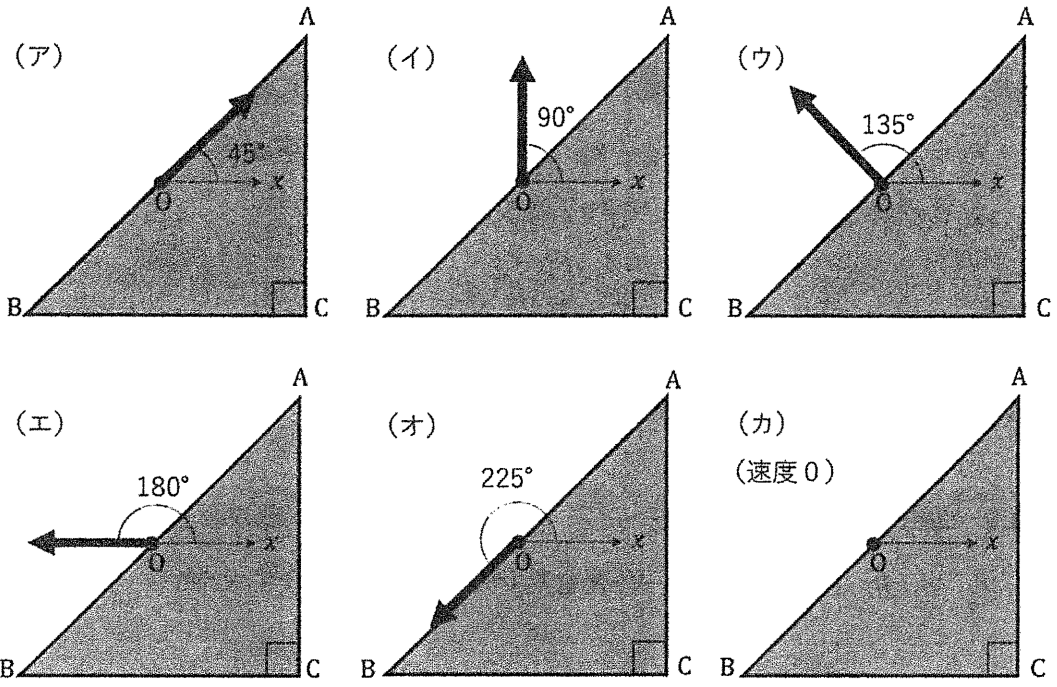 A A A
(ア) (イ) (ウ)
45° 90° 135°
x x x
O O O
B C B C B C
A A A
(エ) (オ) (カ)
(速度0)
180° 225°
x x x
O O O
B C B C B C